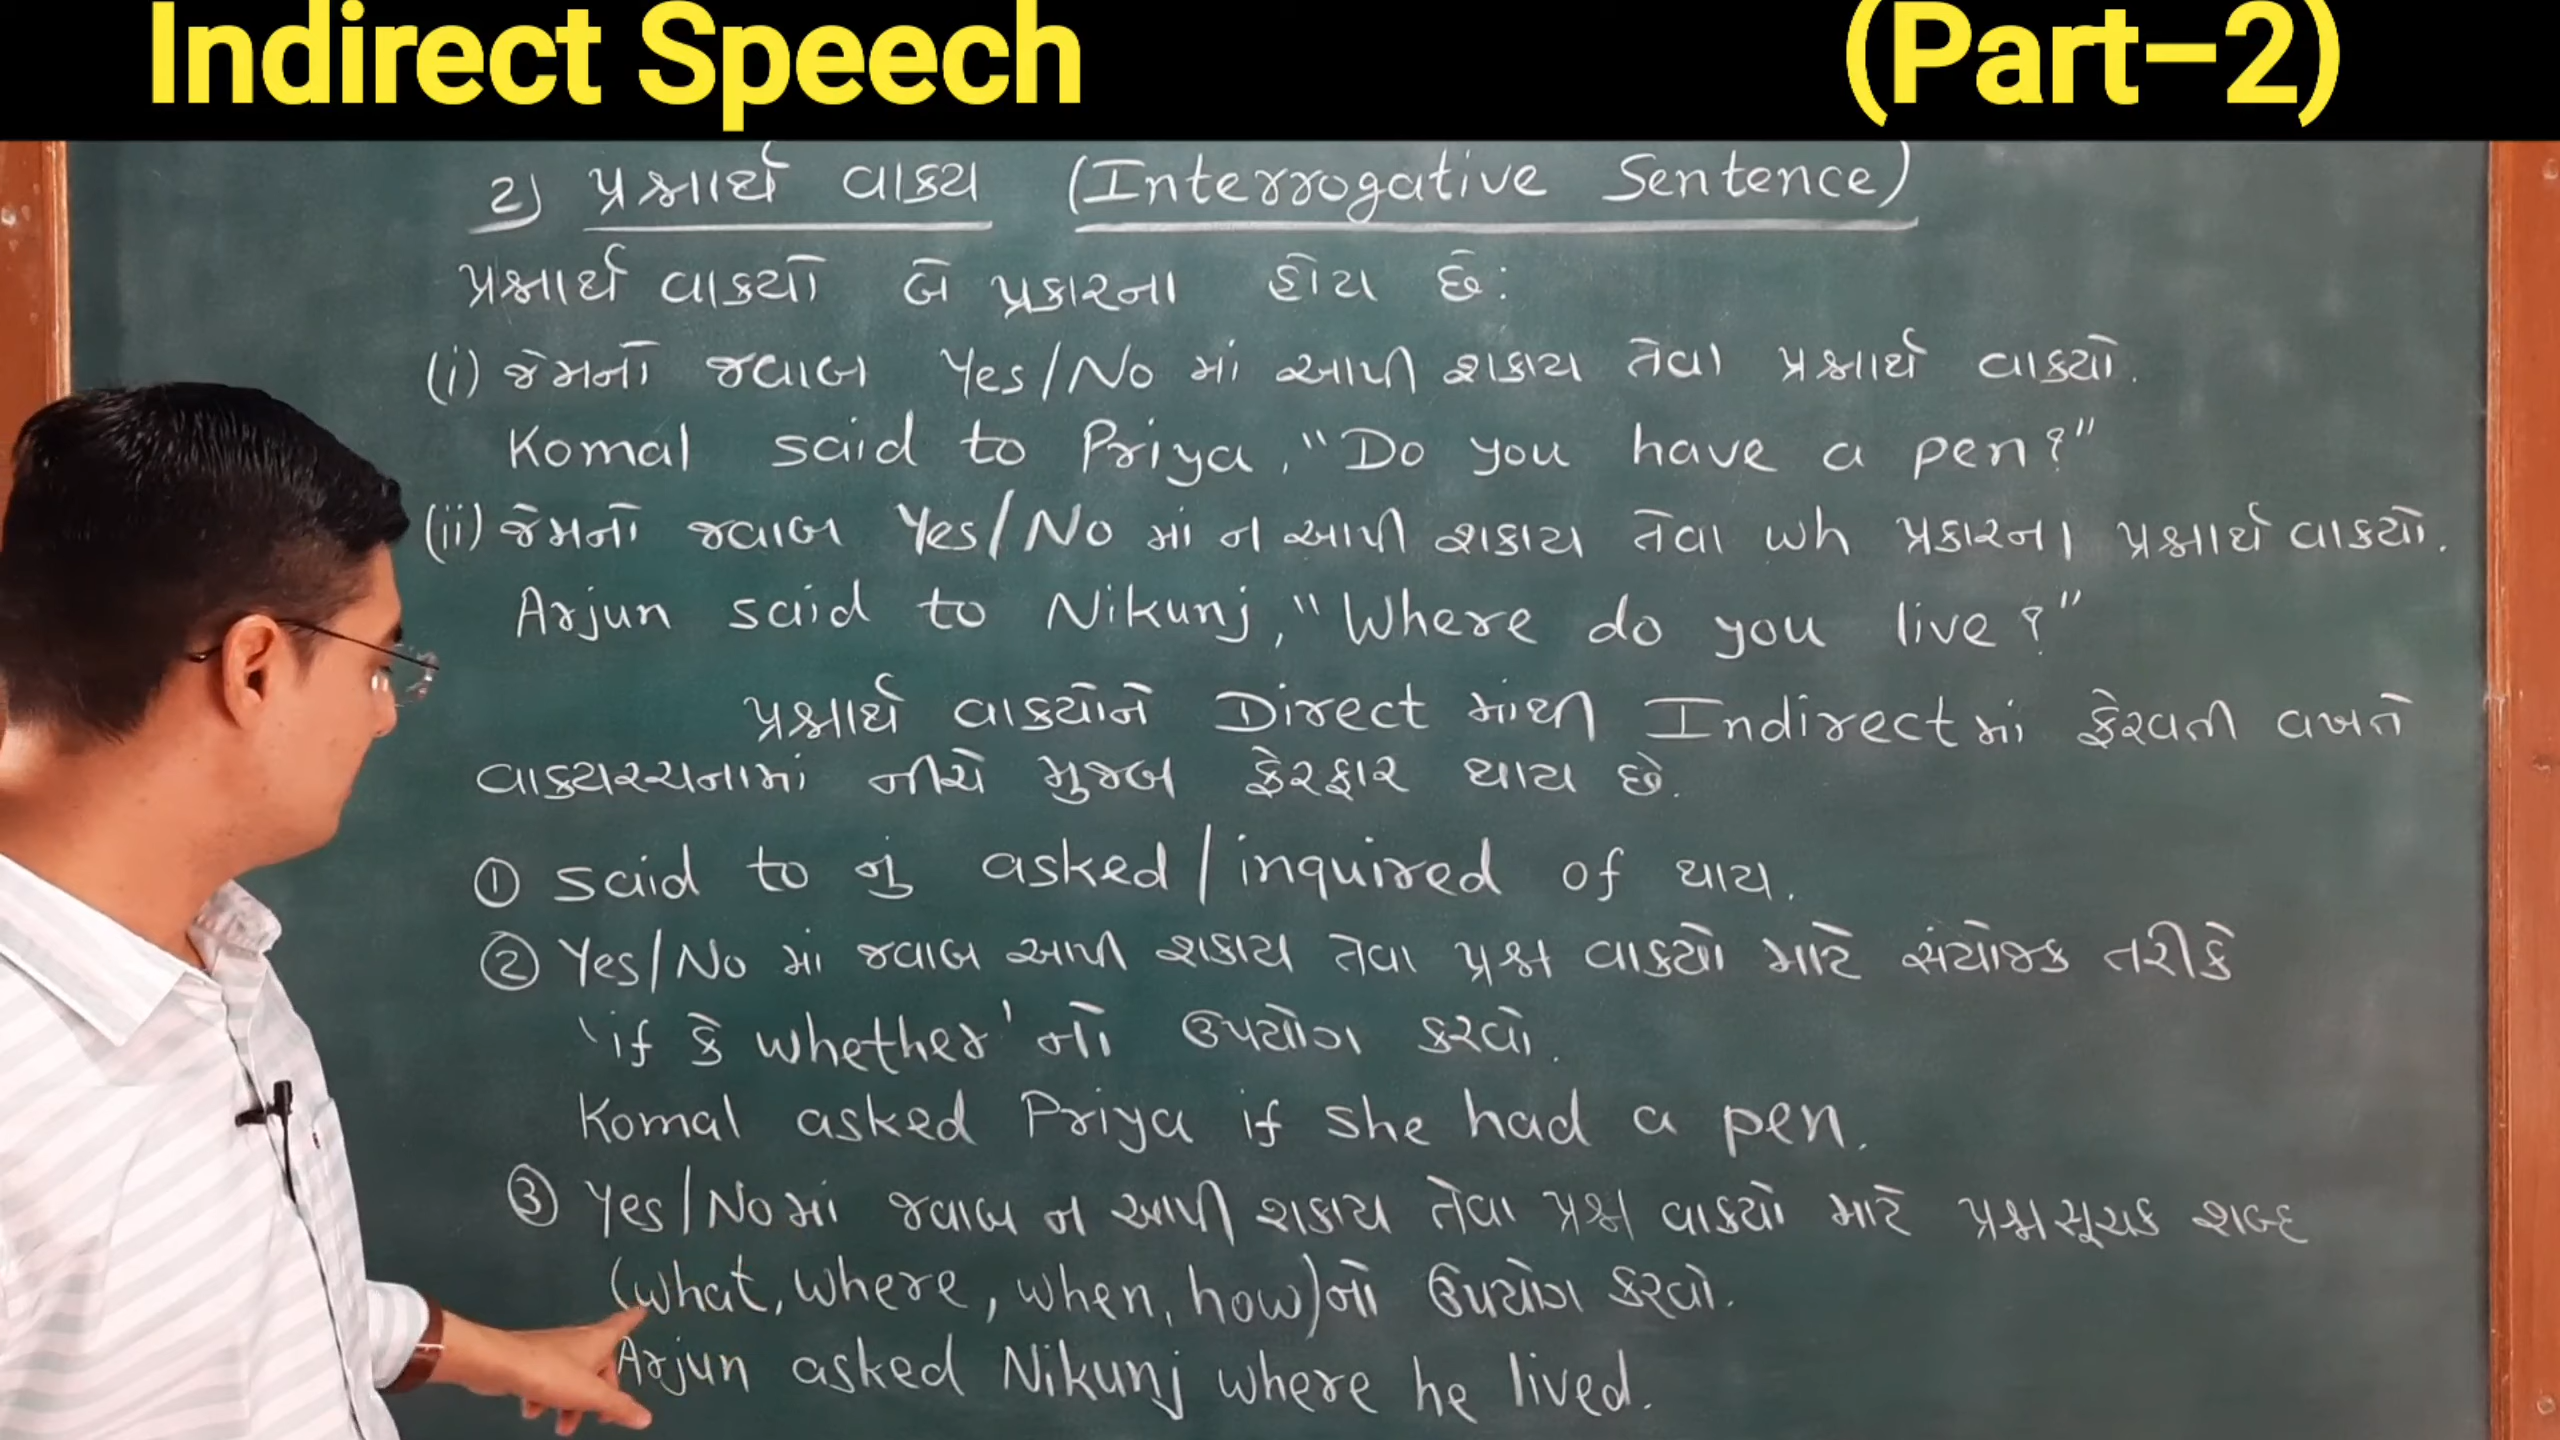 Indirect Speech (Part–2)
૨) પ્રશ્નાર્થ વાક્ય (Interrogative Sentence)
પ્રશ્નાર્થ વાક્યો બે પ્રકારના હોય છે:
(i) જેમનો જવાબ Yes/No માં આપી શકાય તેવા પ્રશ્નાર્થ વાક્યો.
Komal said to Priya, "Do you have a pen?"
(ii) જેમનો જવાબ Yes/No માં ન આપી શકાય તેવા wh પ્રકારના પ્રશ્નાર્થ વાક્યો.
Arjun said to Nikunj, "Where do you live?"
પ્રશ્નાર્થ વાક્યોને Direct માંથી Indirect માં ફેરવતી વખતે
વાક્યરચનામાં નીચે મુજબ ફેરફાર થાય છે.
① said to નું asked/inquired of થાય.
② Yes/No માં જવાબ આપી શકાય તેવા પ્રશ્ન વાક્યો માટે સંયોજક તરીકે
'if કે whether' નો ઉપયોગ કરવો.
Komal asked Priya if she had a pen.
③ Yes/No માં જવાબ ન આપી શકાય તેવા પ્રશ્ન વાક્યો માટે પ્રશ્નસૂચક શબ્દ
(what, where, when, how) નો ઉપયોગ કરવો.
Arjun asked Nikunj where he lived.